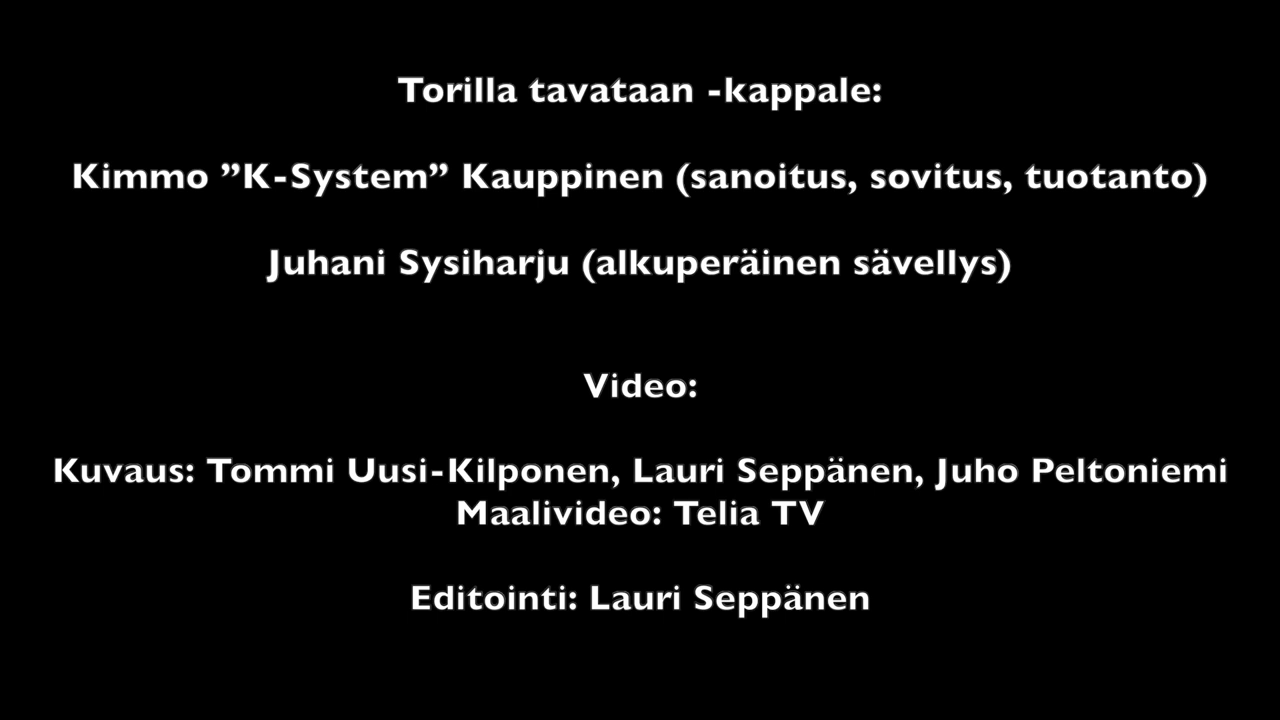 Torilla tavataan -kappale:
Kimmo ”K-System” Kauppinen (sanoitus, sovitus, tuotanto)
Juhani Sysiharju (alkuperäinen sävellys)
Video:
Kuvaus: Tommi Uusi-Kilponen, Lauri Seppänen, Juho Peltoniemi
Maalivideo: Telia TV
Editointi: Lauri Seppänen